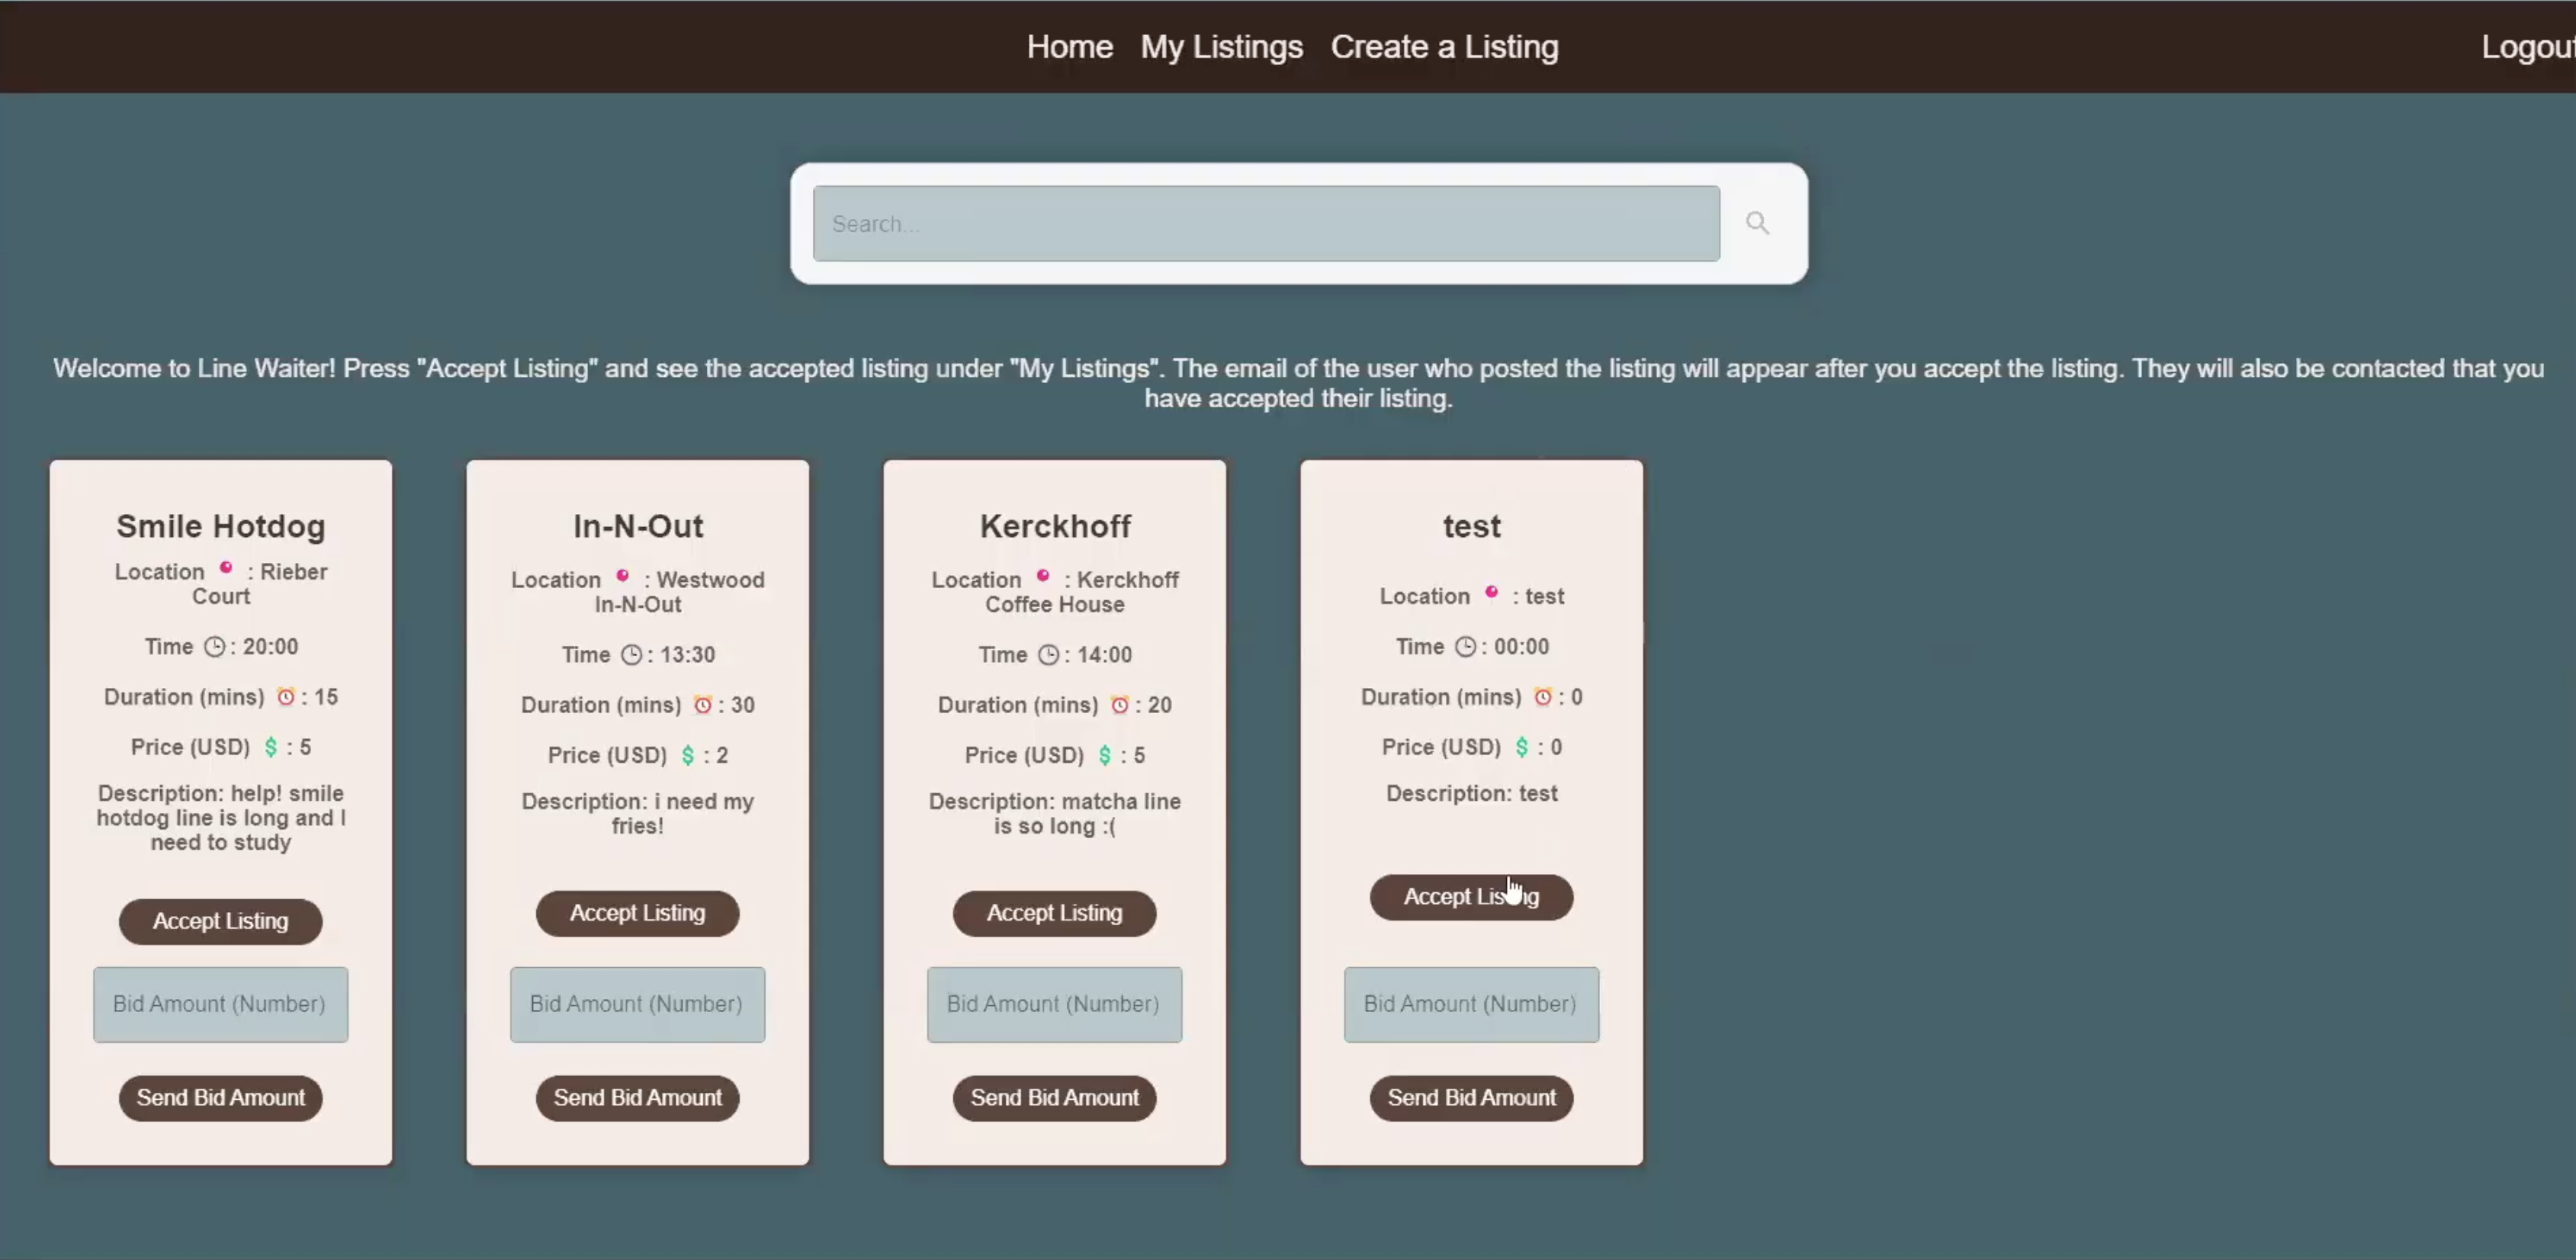 Home My Listings Create a Listing Logout
Search...
Welcome to Line Waiter! Press "Accept Listing" and see the accepted listing under "My Listings". The email of the user who posted the listing will appear after you accept the listing. They will also be contacted that you
have accepted their listing.
Smile Hotdog
Location : Rieber
Court
Time : 20:00
Duration (mins) : 15
Price (USD) $ : 5
Description: help! smile
hotdog line is long and I
need to study
Accept Listing
Bid Amount (Number)
Send Bid Amount
In-N-Out
Location : Westwood
In-N-Out
Time : 13:30
Duration (mins) : 30
Price (USD) $ : 2
Description: i need my
fries!
Accept Listing
Bid Amount (Number)
Send Bid Amount
Kerckhoff
Location : Kerckhoff
Coffee House
Time : 14:00
Duration (mins) : 20
Price (USD) $ : 5
Description: matcha line
is so long :(
Accept Listing
Bid Amount (Number)
Send Bid Amount
test
Location : test
Time : 00:00
Duration (mins) : 0
Price (USD) $ : 0
Description: test
Accept Listing
Bid Amount (Number)
Send Bid Amount